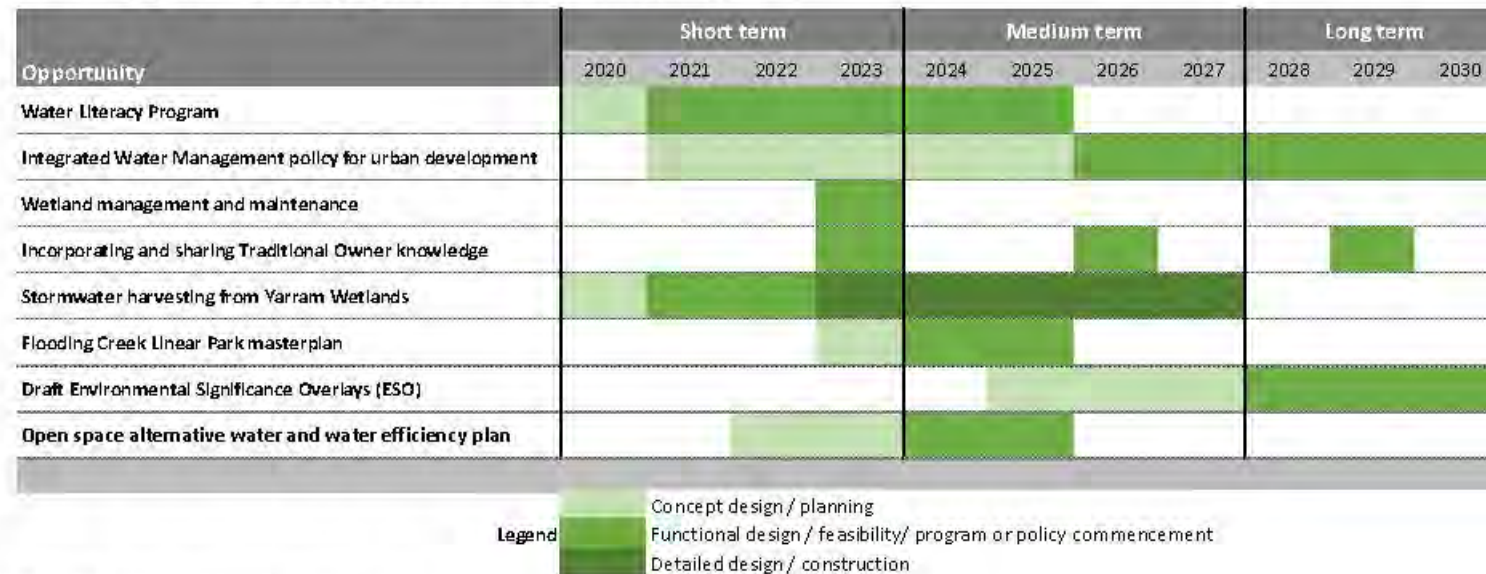 Short term Medium term Long term
Opportunity 2020 2021 2022 2023 2024 2025 2026 2027 2028 2029 2030
Water Literacy Program
Integrated Water Management policy for urban development
Wetland management and maintenance
Incorporating and sharing Traditional Owner knowledge
Stormwater harvesting from Yarram Wetlands
Flooding Creek Linear Park masterplan
Draft Environmental Significance Overlays (ESO)
Open space alternative water and water efficiency plan
Concept design / planning
Legend Functional design / feasibility/ program or policy commencement
Detailed design / construction